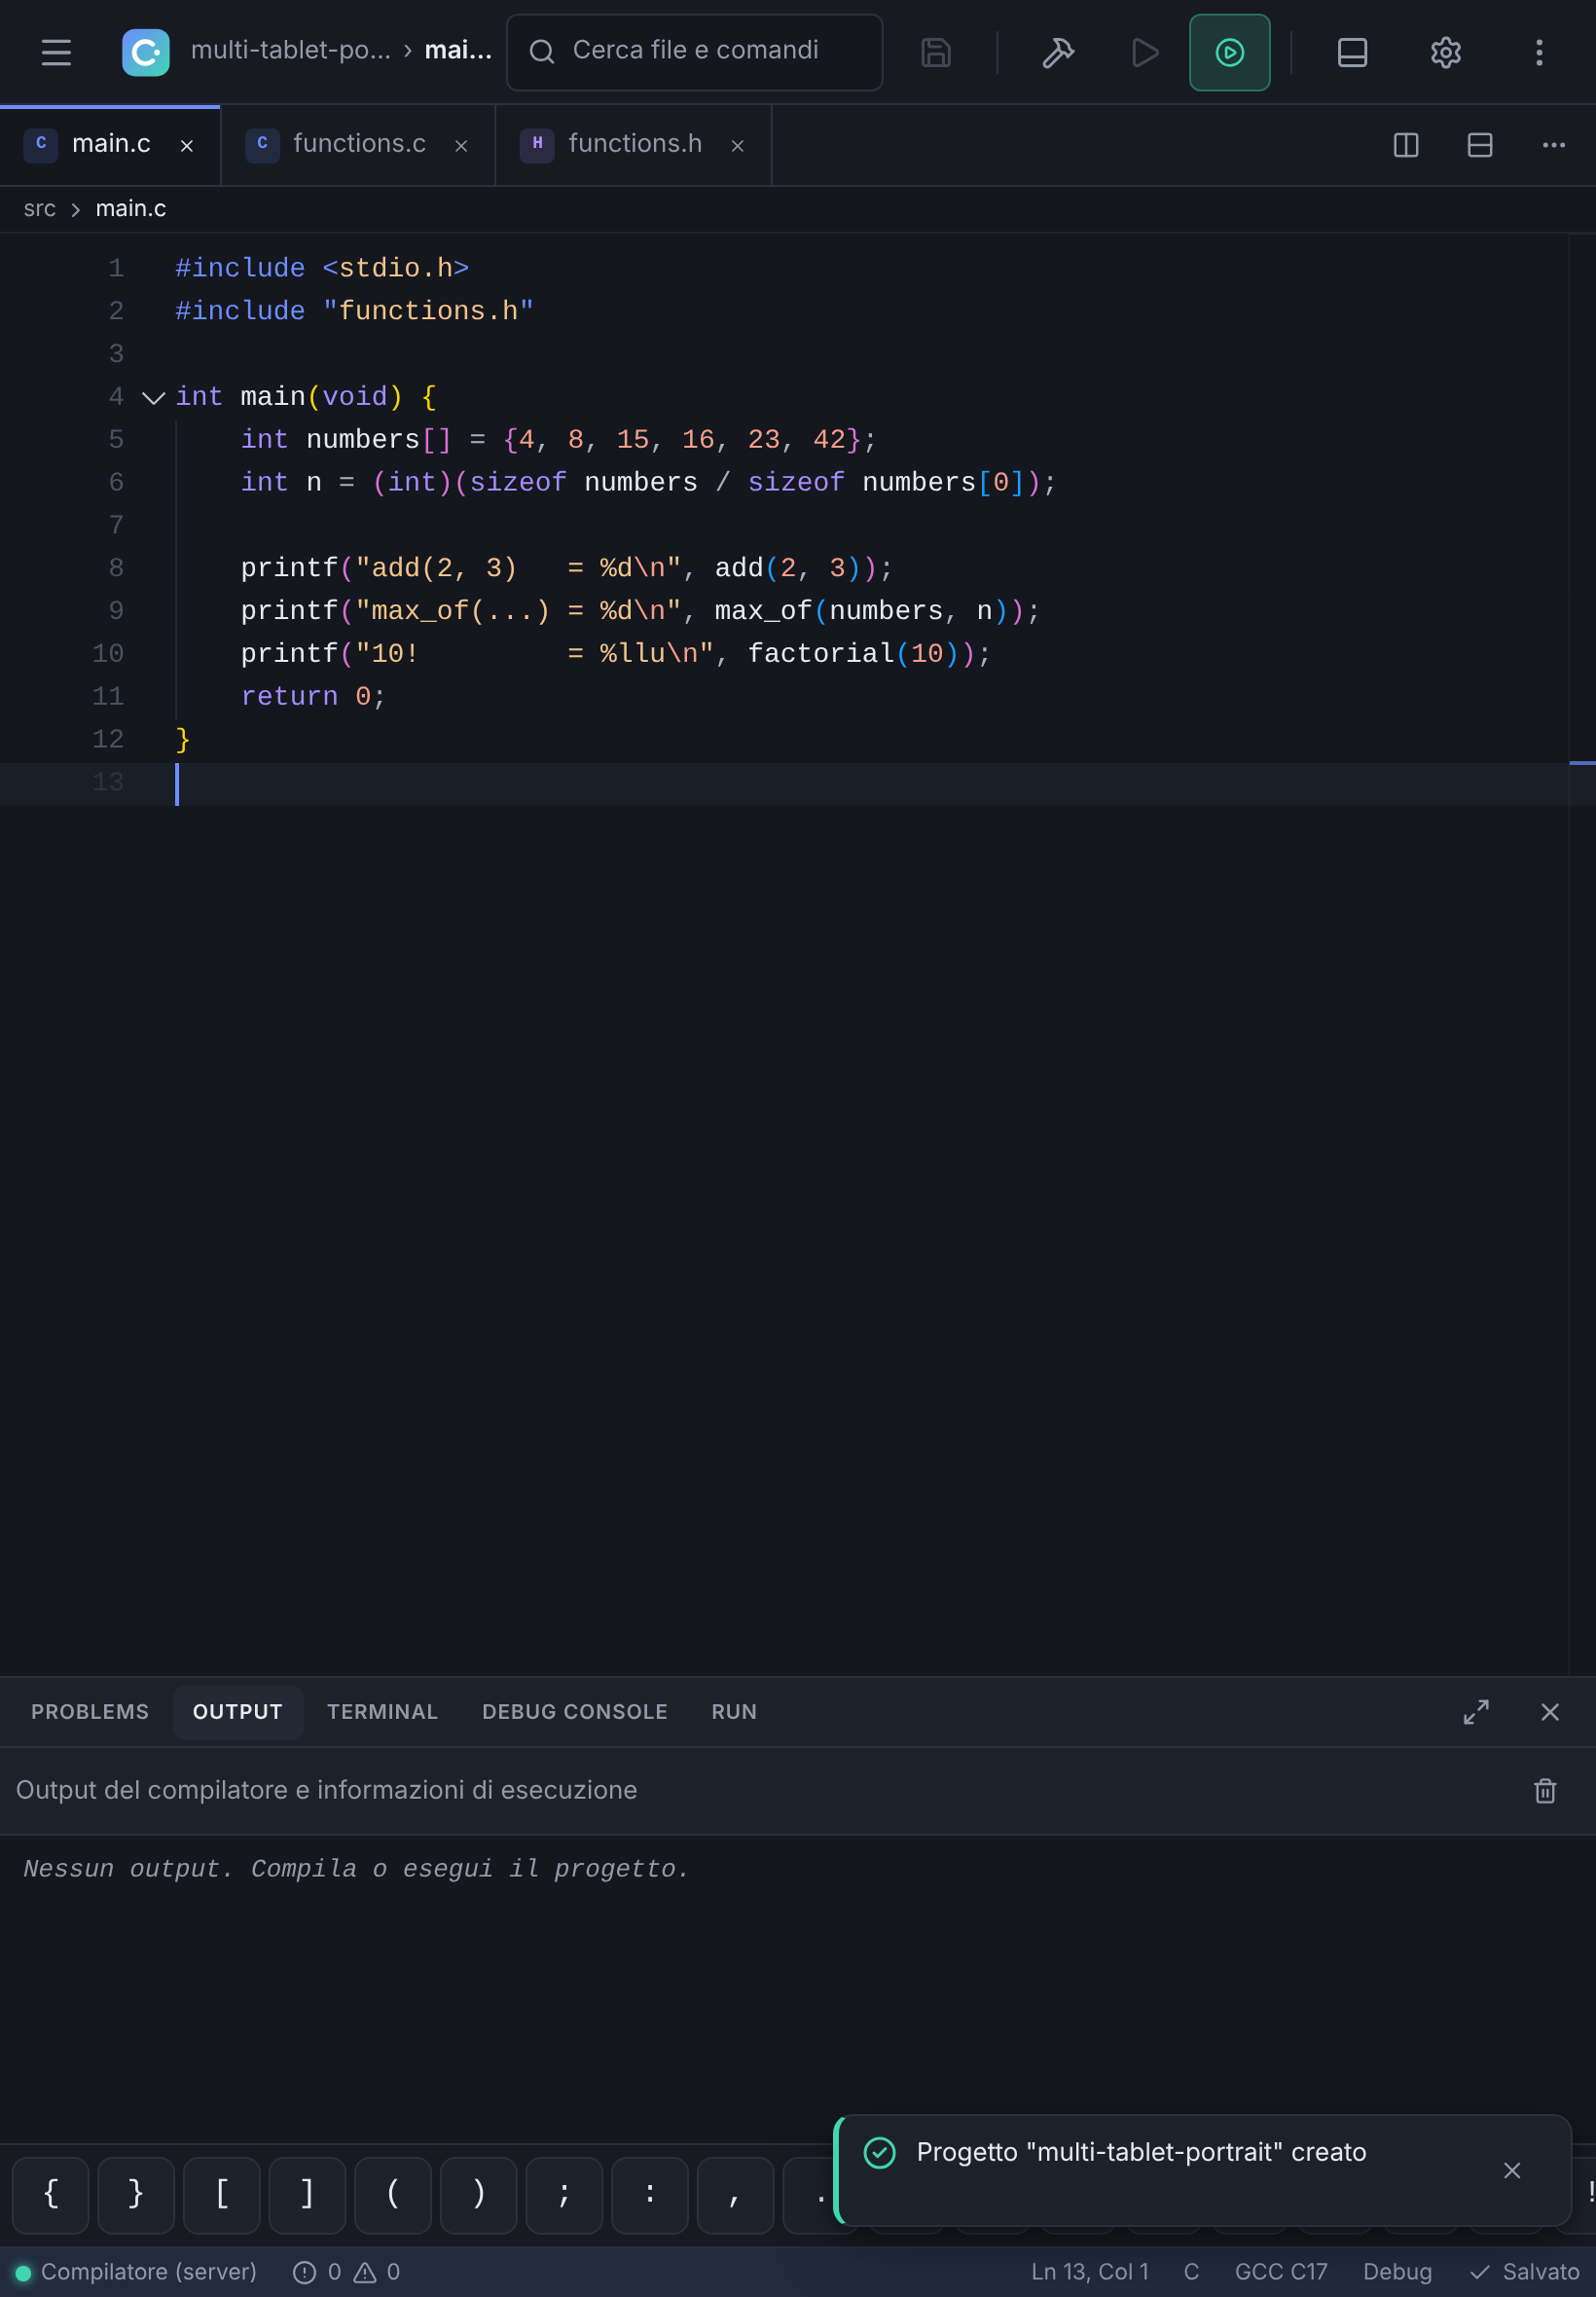 multi-tablet-po... › mai...
Cerca file e comandi
C main.c ×
C functions.c ×
H functions.h ×
src › main.c
1 #include <stdio.h>
2 #include "functions.h"
3
4 int main(void) {
5     int numbers[] = {4, 8, 15, 16, 23, 42};
6     int n = (int)(sizeof numbers / sizeof numbers[0]);
7
8     printf("add(2, 3)   = %d\n", add(2, 3));
9     printf("max_of(...) = %d\n", max_of(numbers, n));
10     printf("10!         = %llu\n", factorial(10));
11     return 0;
12 }
13
PROBLEMS OUTPUT TERMINAL DEBUG CONSOLE RUN
Output del compilatore e informazioni di esecuzione
Nessun output. Compila o esegui il progetto.
Progetto "multi-tablet-portrait" creato
{ } [ ] ( ) ; : , . !
Compilatore (server) 0 0 Ln 13, Col 1 C GCC C17 Debug Salvato